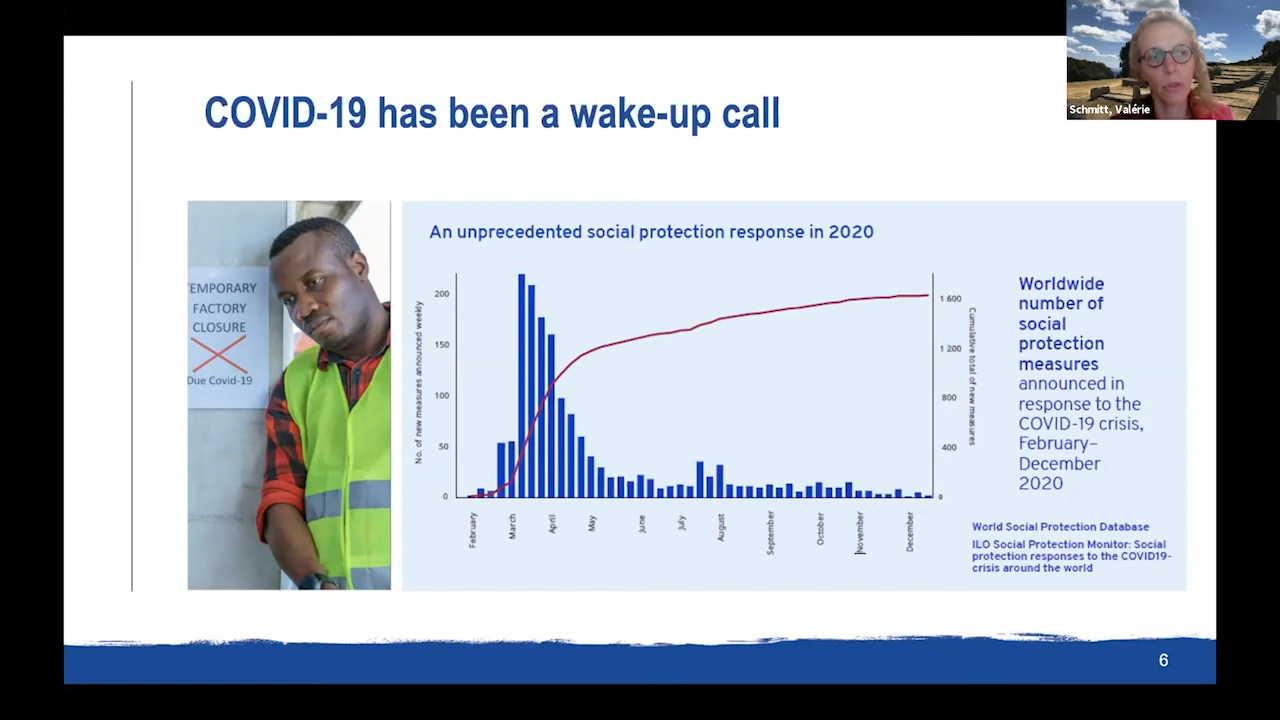 Schmitt, Valérie
COVID-19 has been a wake-up call
TEMPORARY
FACTORY
CLOSURE
Due Covid-19
An unprecedented social protection response in 2020
No. of new measures announced weekly
200
150
100
50
0
1 600
1 200
800
400
0
Cumulative total of new measures
February
March
April
May
June
July
August
September
October
November
December
Worldwide
number of
social
protection
measures
announced in
response to the
COVID-19 crisis,
February–
December
2020
World Social Protection Database
ILO Social Protection Monitor: Social
protection responses to the COVID19-
crisis around the world
6